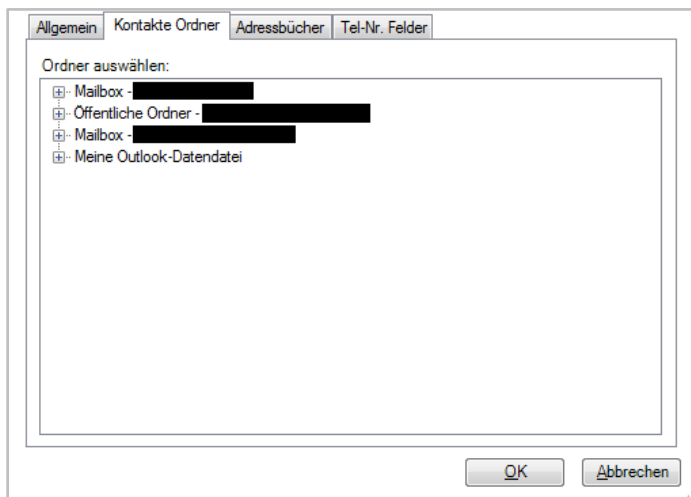 Allgemein Kontakte Ordner Adressbücher Tel-Nr. Felder
Ordner auswählen:
Mailbox -
Öffentliche Ordner -
Mailbox -
Meine Outlook-Datendatei
OK Abbrechen